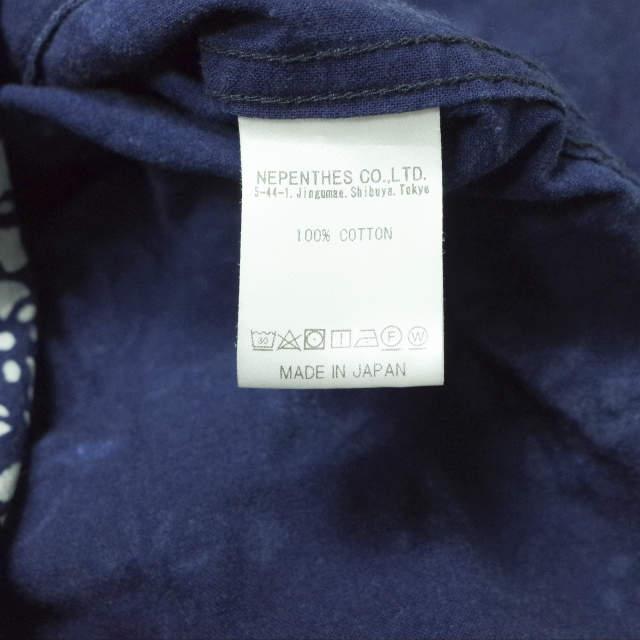 NEPENTHES CO.,LTD.
5-44-1, Jingumae, Shibuya, Tokyo
100% COTTON
MADE IN JAPAN